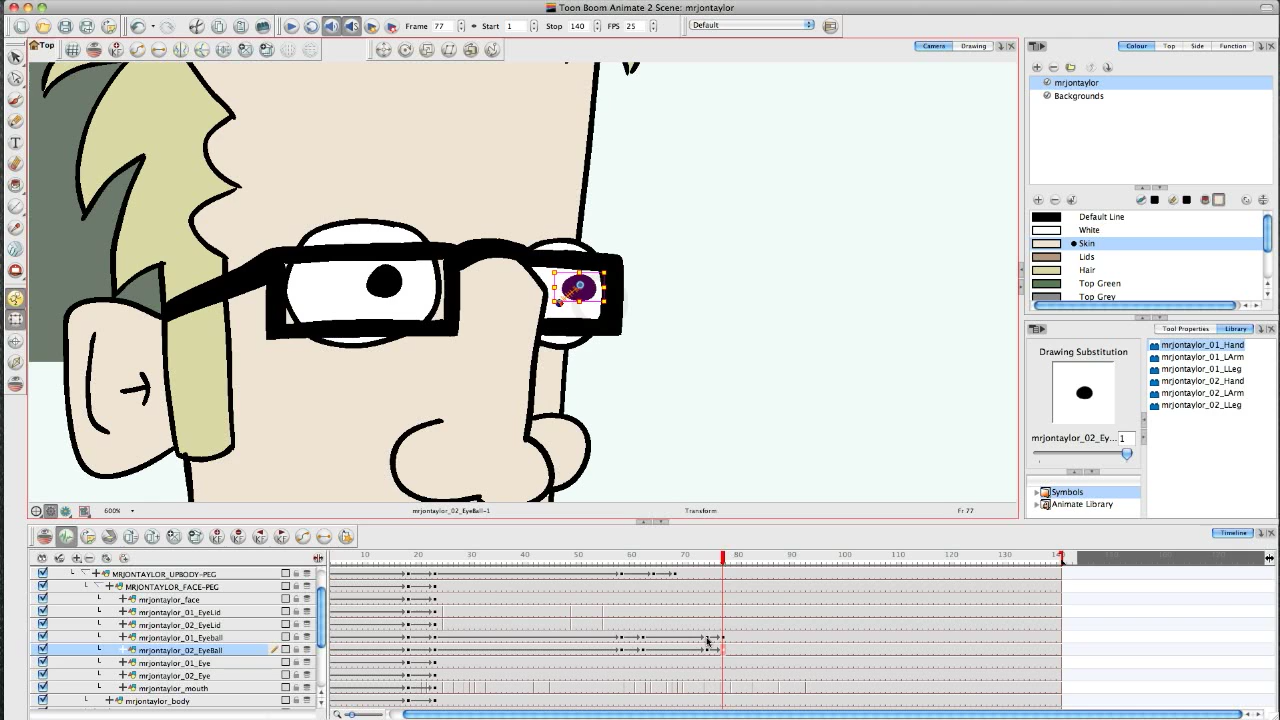 Toon Boom Animate 2 Scene: mrjontaylor
Frame 77 Start 1 Stop 140 FPS 25 Default
Top
Camera Drawing
Colour Top Side Function
mrjontaylor
Backgrounds
Default Line
White
Skin
Lids
Hair
Top Green
Top Grey
Tool Properties Library
Drawing Substitution
mrjontaylor_02_Ey... 1
mrjontaylor_01_Hand
mrjontaylor_01_LArm
mrjontaylor_01_LLeg
mrjontaylor_02_Hand
mrjontaylor_02_LArm
mrjontaylor_02_LLeg
Symbols
Animate Library
600% mrjontaylor_02_EyeBall-1 Transform Fr 77
Timeline
10 20 30 40 50 60 70 80 90 100 110 120 130
MRJONTAYLOR_UPBODY-PEG
MRJONTAYLOR_FACE-PEG
mrjontaylor_face
mrjontaylor_01_EyeLid
mrjontaylor_02_EyeLid
mrjontaylor_01_Eyeball
mrjontaylor_02_EyeBall
mrjontaylor_01_Eye
mrjontaylor_02_Eye
mrjontaylor_mouth
mrjontaylor_body